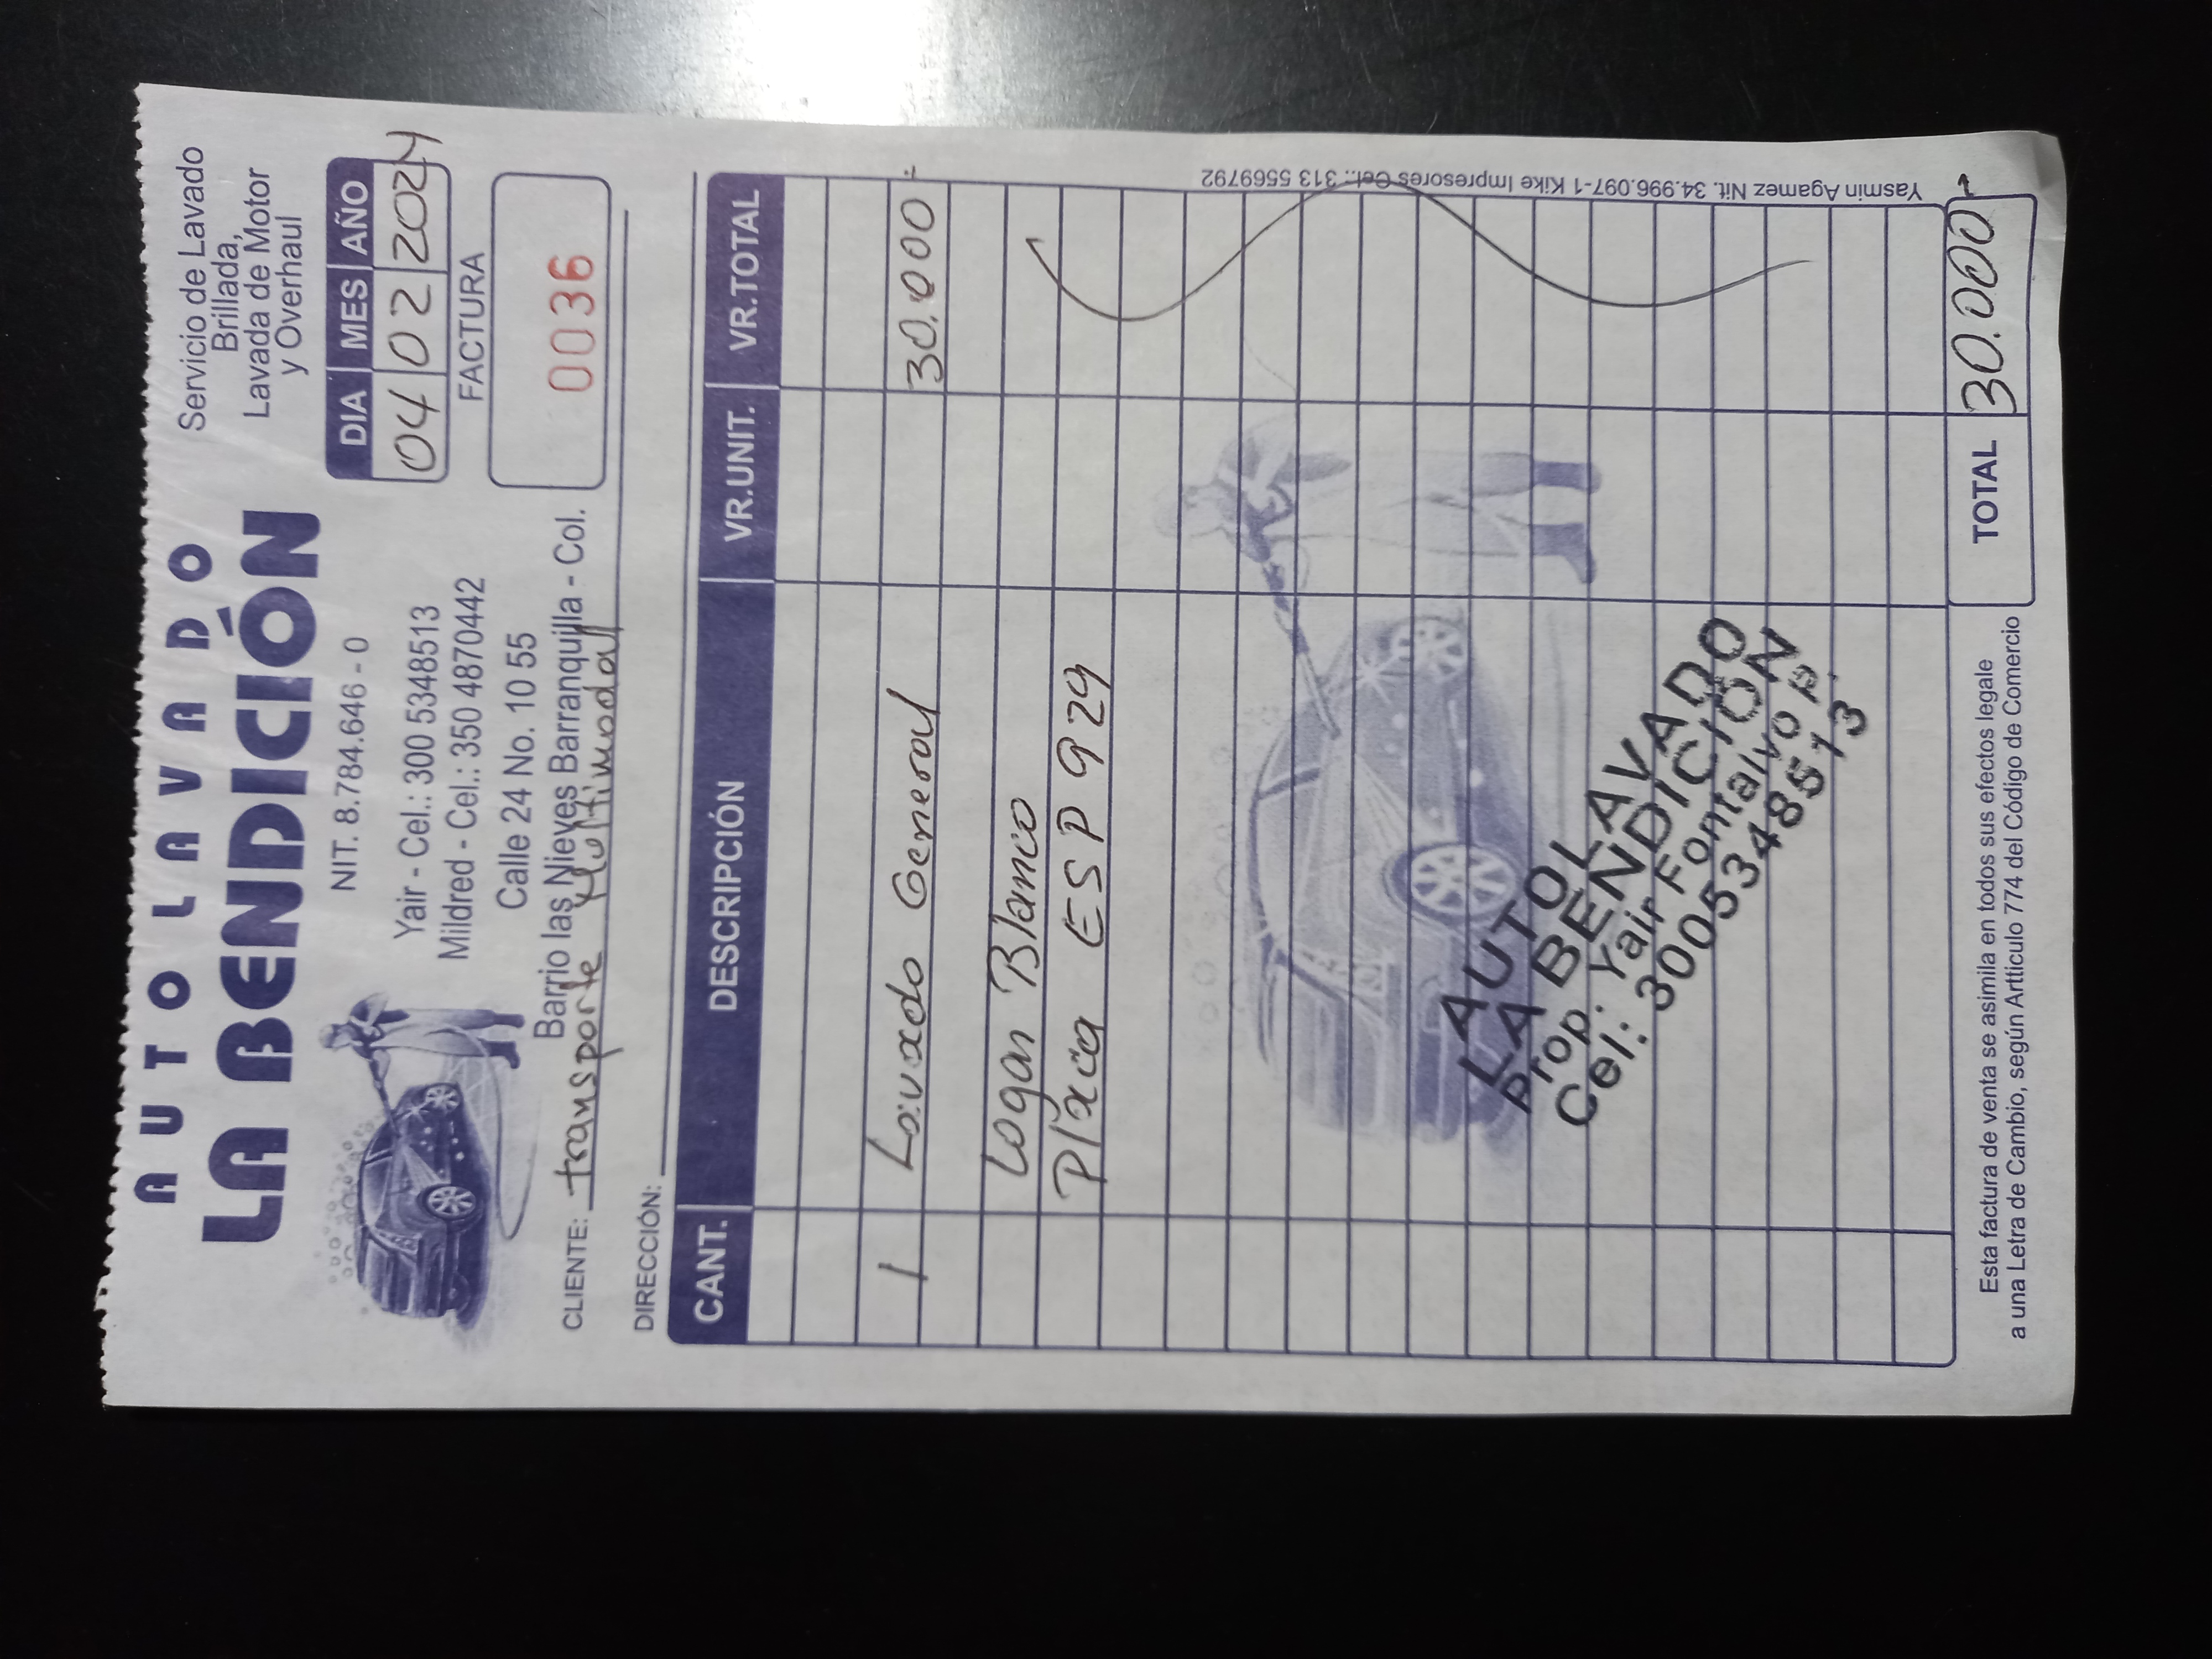 AUTOLAVADO
LA BENDICIÓN
NIT. 8.784.646 - 0
Yair - Cel.: 300 5348513
Mildred - Cel.: 350 4870442
Calle 24 No. 10 55
Barrio las Nieves Barranquilla - Col.
Servicio de Lavado
Brillada,
Lavada de Motor
y Overhaul
DIA MES AÑO
04 02 2024
FACTURA
0036
CLIENTE: transporte Multimodal
DIRECCIÓN:
CANT. DESCRIPCIÓN VR.UNIT. VR.TOTAL
1 Lavado General 30.000
Logan Blanco
Placa ESP 929
AUTOLAVADO
LA BENDICIÓN
Prop.: Yair Fontalvo P.
Cel.: 3005348513
Esta factura de venta se asimila en todos sus efectos legale
a una Letra de Cambio, según Artticulo 774 del Código de Comercio
TOTAL 30.000
Yasmin Agamez Nit. 34.996.097-1 Kike Impresores Cel.: 313 5569792